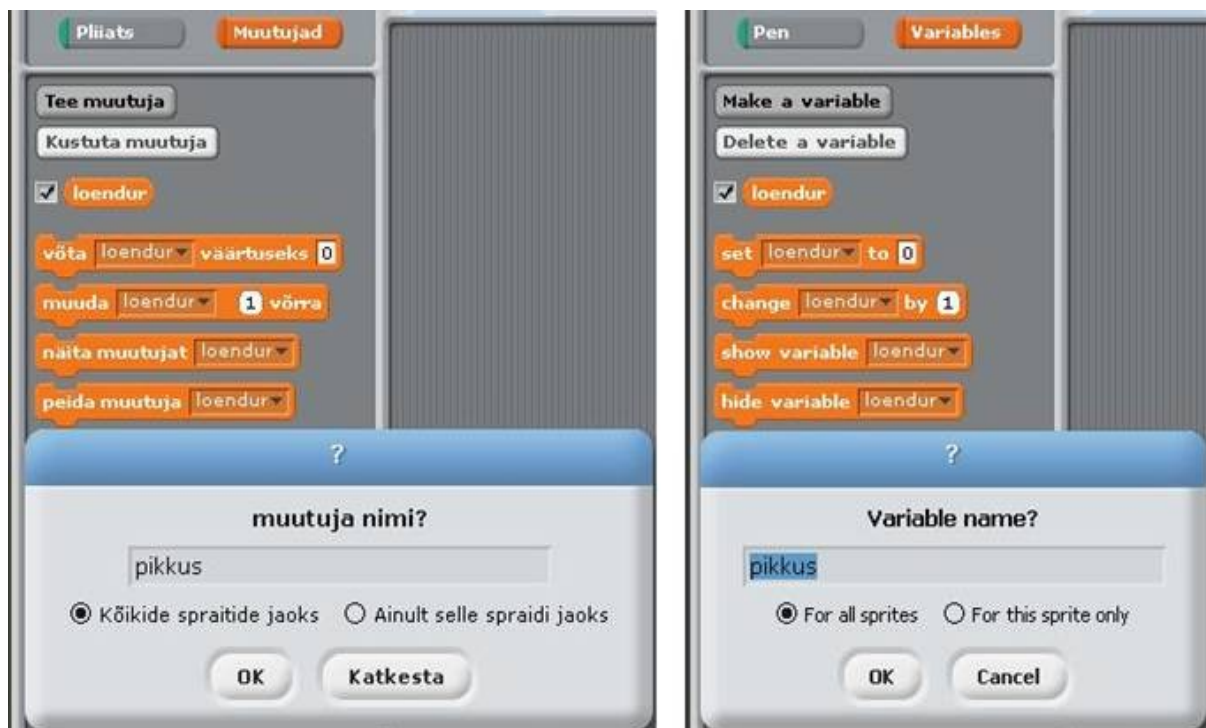 Pliiats Muutujad
Tee muutuja
Kustuta muutuja
loendur
võta loendur väärtuseks 0
muuda loendur 1 võrra
näita muutujat loendur
peida muutuja loendur
?
muutuja nimi?
pikkus
Kõikide spraitide jaoks Ainult selle spraidi jaoks
OK Katkesta
Pen Variables
Make a variable
Delete a variable
loendur
set loendur to 0
change loendur by 1
show variable loendur
hide variable loendur
?
Variable name?
pikkus
For all sprites For this sprite only
OK Cancel